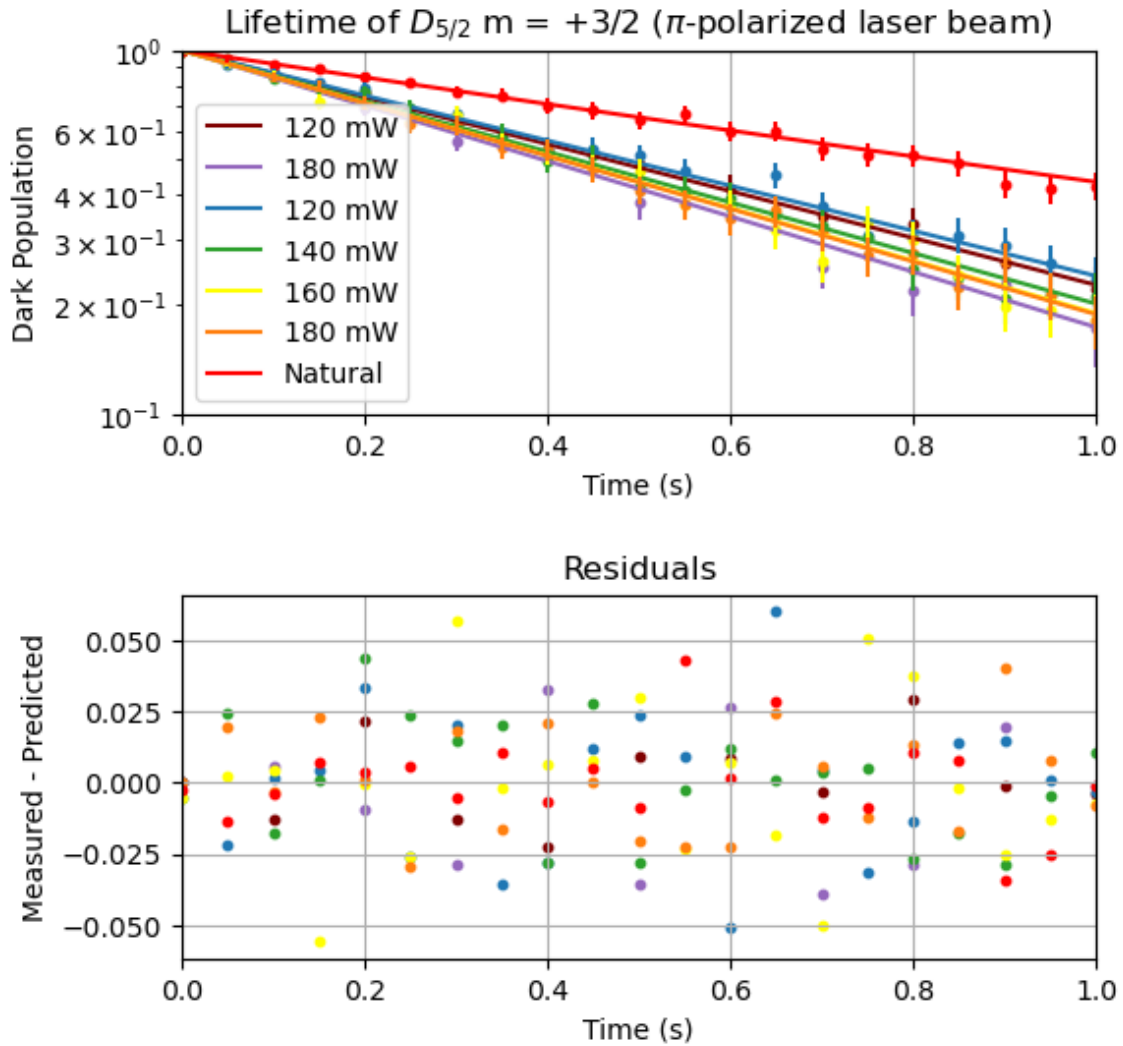 Lifetime of D5/2 m = +3/2 (π-polarized laser beam)
10^0
6 × 10^-1
4 × 10^-1
3 × 10^-1
2 × 10^-1
10^-1
Dark Population
120 mW
180 mW
120 mW
140 mW
160 mW
180 mW
Natural
0.0 0.2 0.4 0.6 0.8 1.0
Time (s)
Residuals
0.050
0.025
0.000
−0.025
−0.050
Measured - Predicted
0.0 0.2 0.4 0.6 0.8 1.0
Time (s)